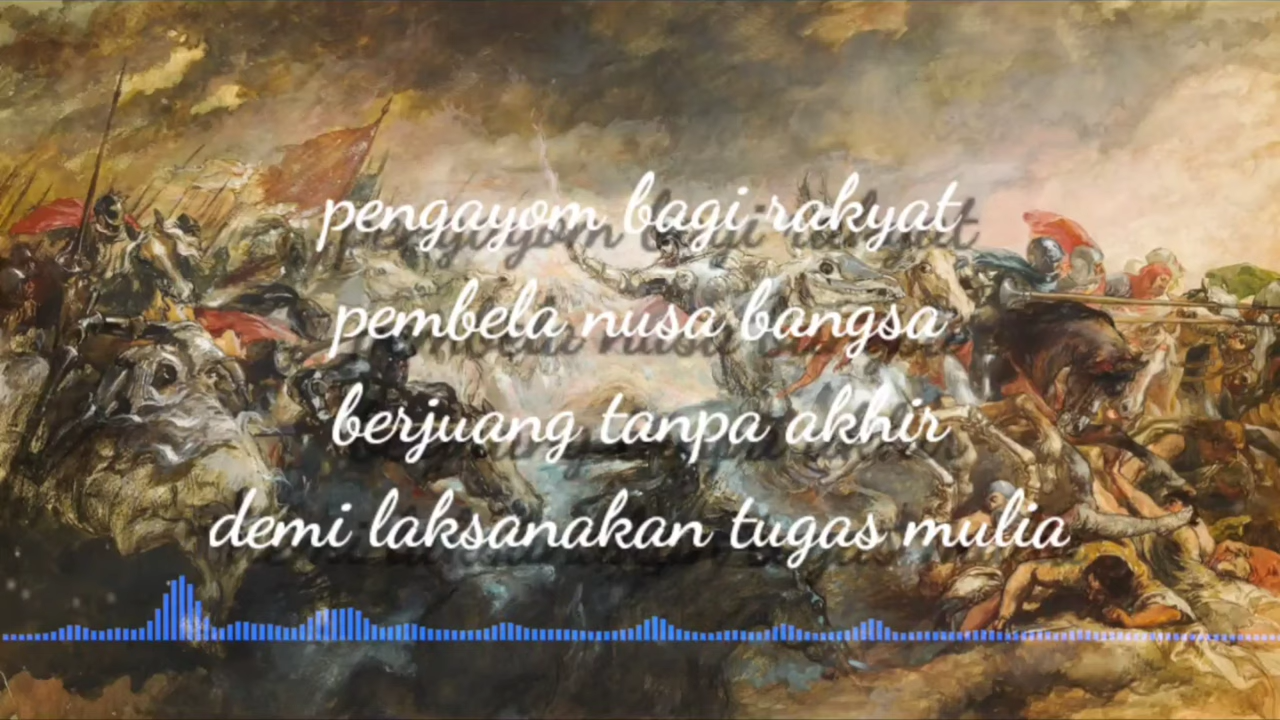 pengayom bagi rakyat
pembela nusa bangsa
berjuang tanpa akhir
demi laksanakan tugas mulia